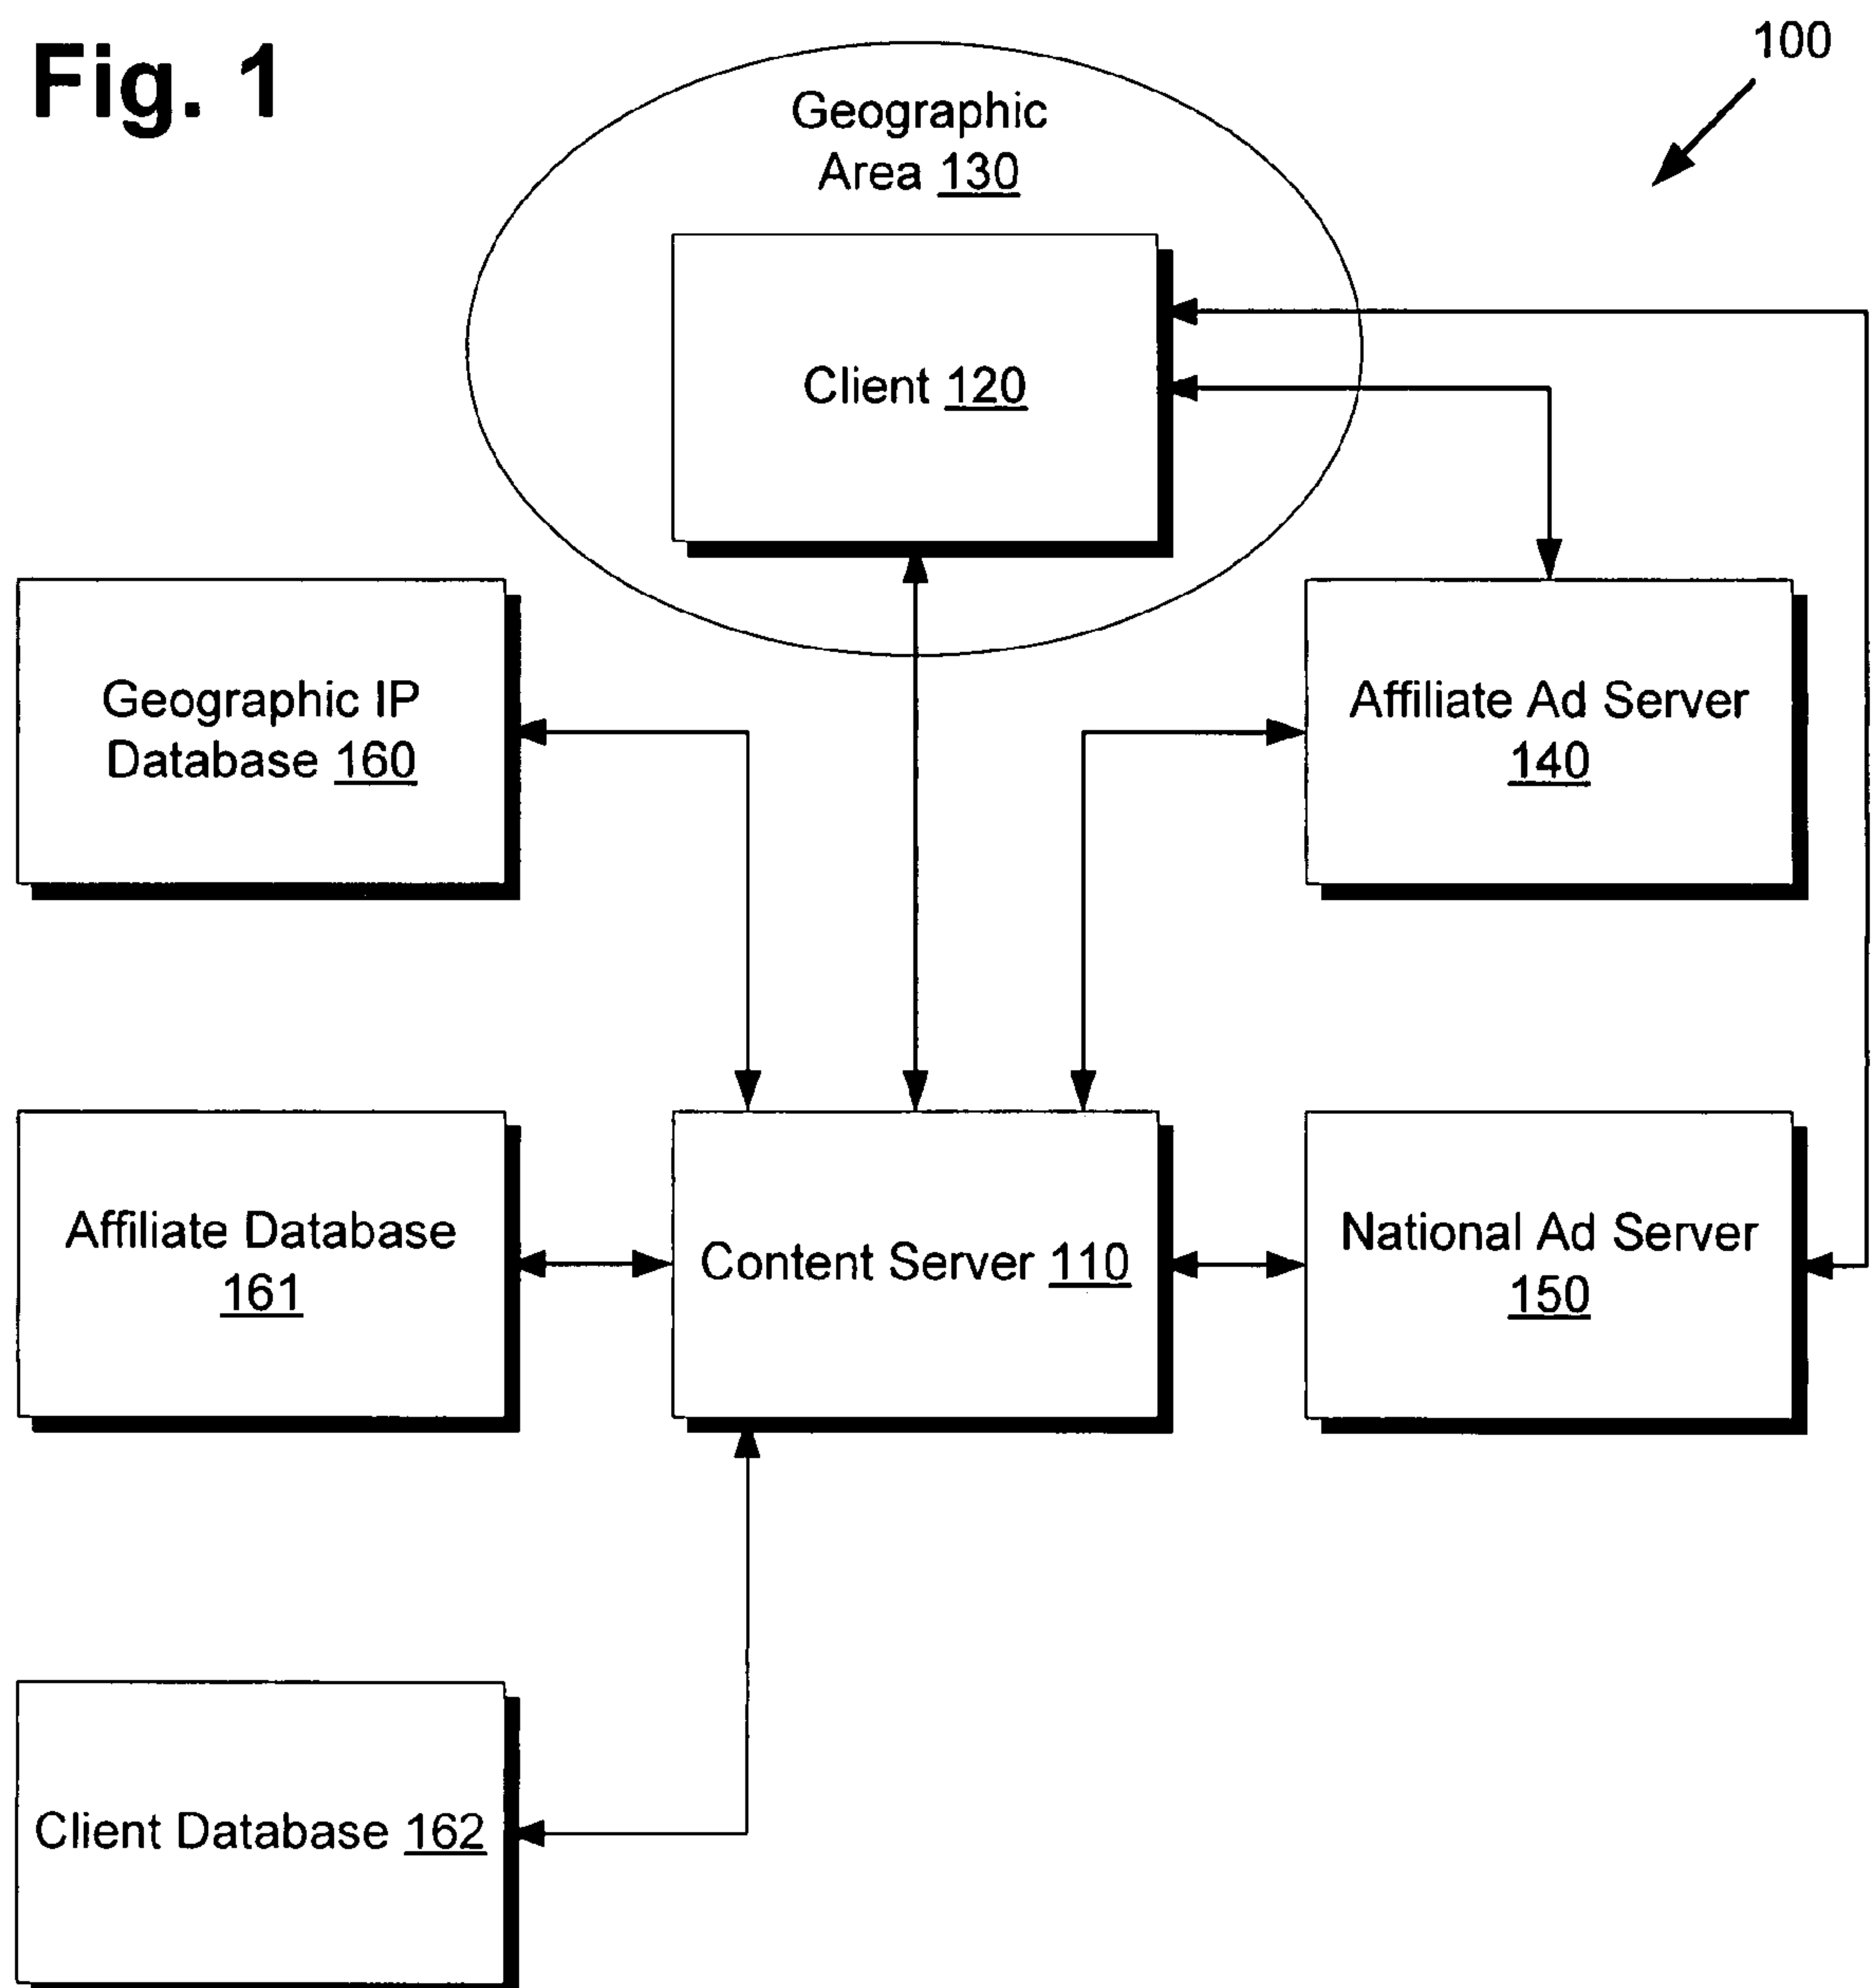 Fig. 1
100
Geographic
Area 130
Client 120
Geographic IP
Database 160
Affiliate Ad Server
140
Affiliate Database
161
Content Server 110
National Ad Server
150
Client Database 162